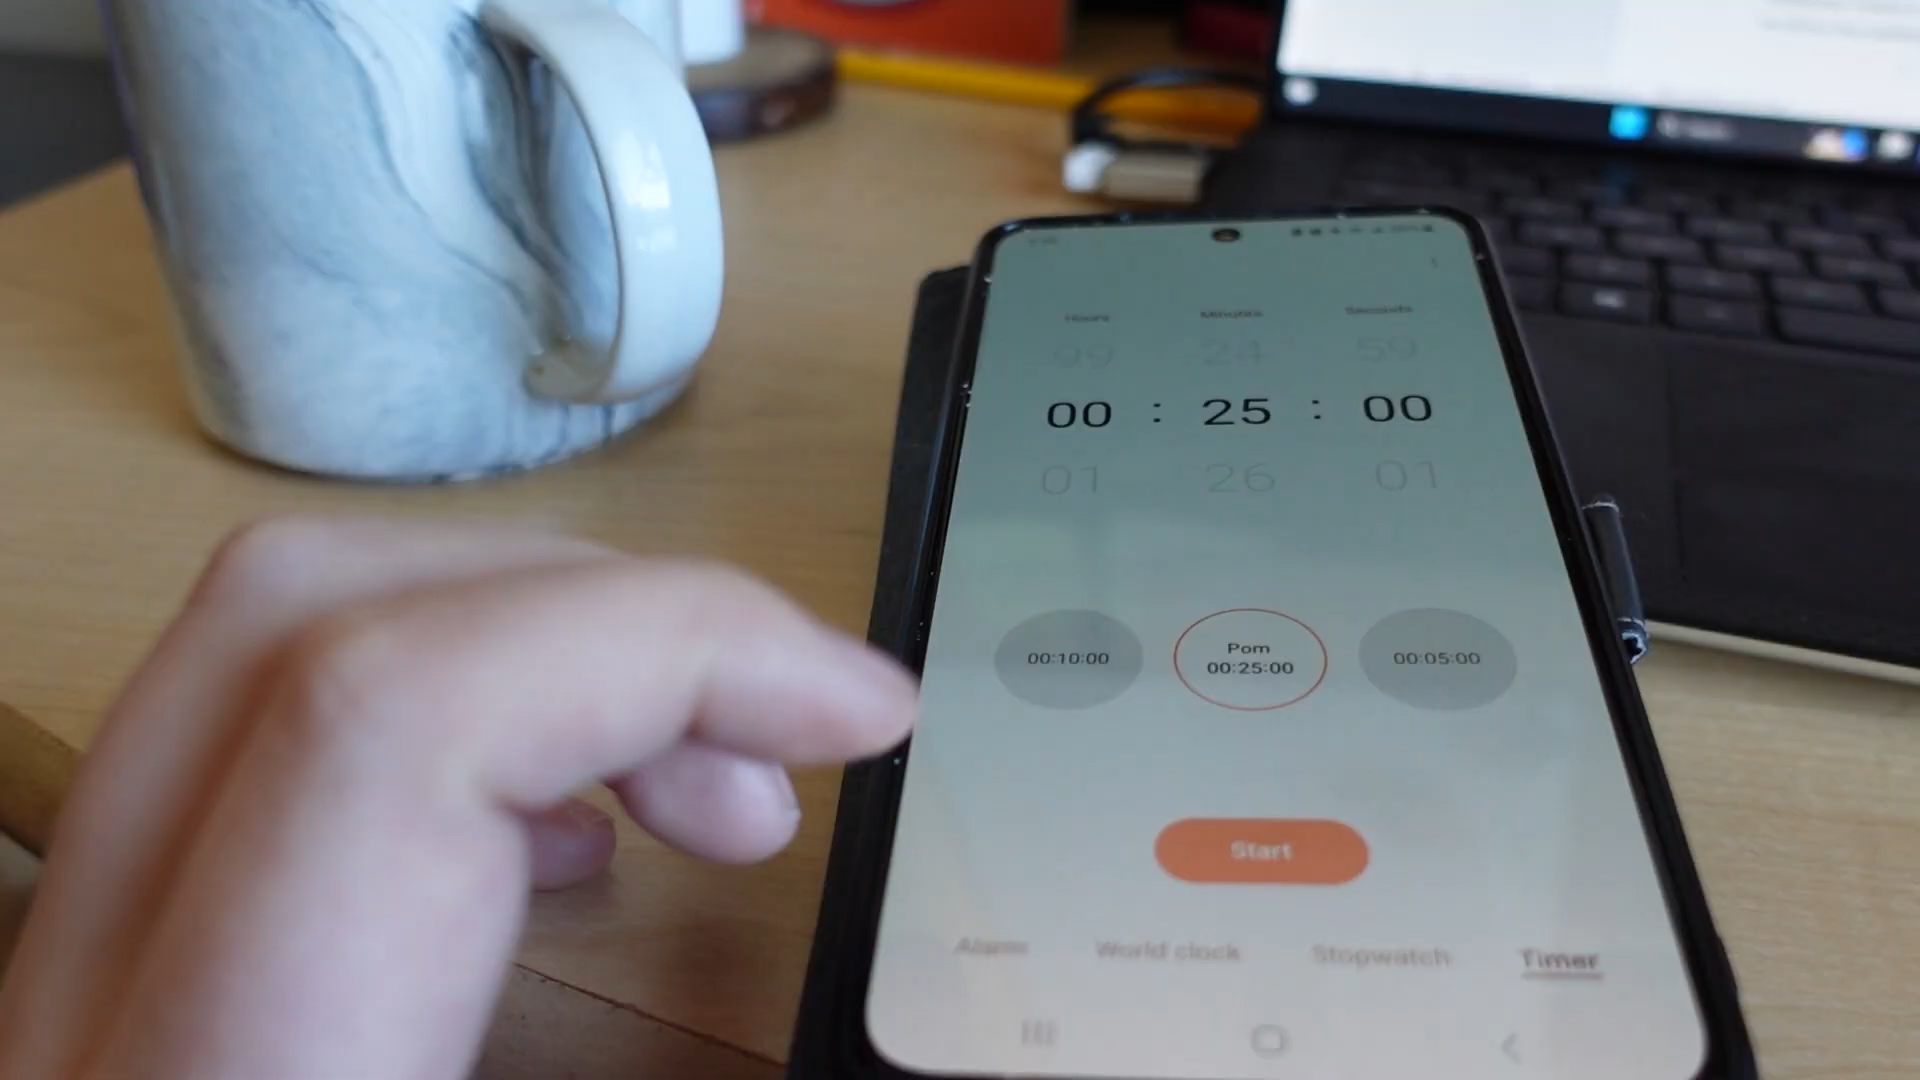 Hours Minutes Seconds
99 24 59
00 : 25 : 00
01 26 01
00:10:00
Pom
00:25:00
00:05:00
Start
Alarm World clock Stopwatch Timer